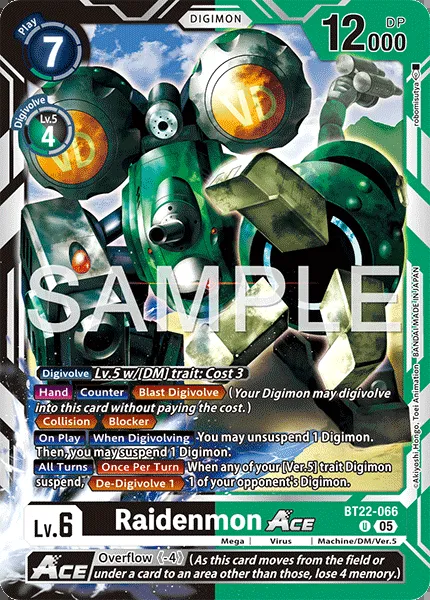 Play
7
DIGIMON
DP
12000
Digivolve
Lv.5
4
VD
VD
robomisutya
SAMPLE
©Akiyoshi Hongo, Toei Animation, BANDAI MADE IN JAPAN
Digivolve Lv.5 w/[DM] trait: Cost 3
Hand Counter Blast Digivolve (Your Digimon may digivolve
into this card without paying the cost.)
Collision Blocker
On Play When Digivolving You may unsuspend 1 Digimon.
Then, you may suspend 1 Digimon.
All Turns Once Per Turn When any of your [Ver.5] trait Digimon
suspend, De-Digivolve 1 1 of your opponent's Digimon.
BT22-066
Lv.6 Raidenmon ACE U 05
Mega Virus Machine/DM/Ver.5
ACE Overflow《-4》(As this card moves from the field or
under a card to an area other than those, lose 4 memory.)